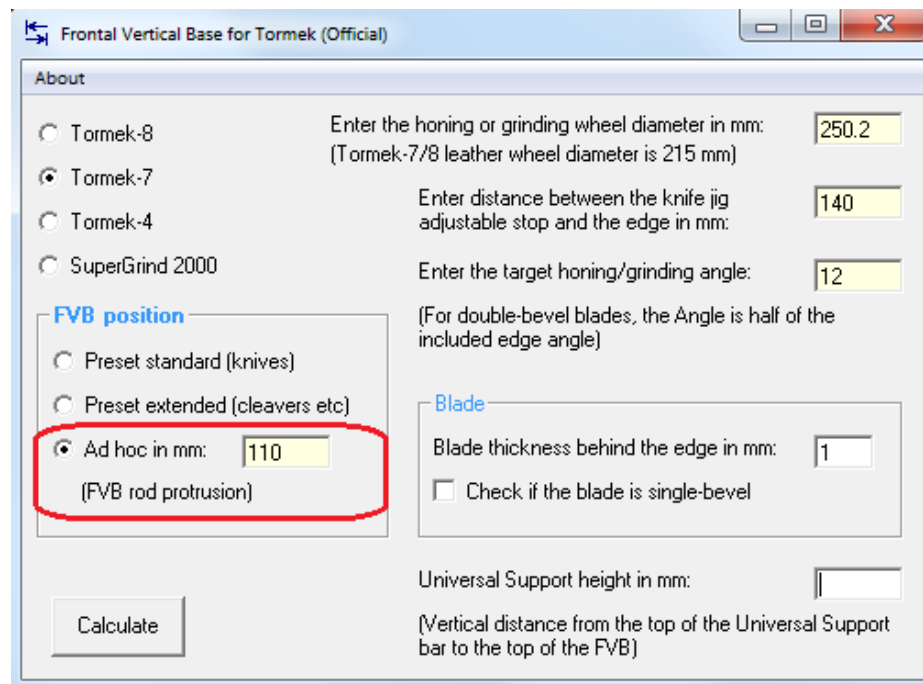 Frontal Vertical Base for Tormek (Official)
About
Tormek-8
Tormek-7
Tormek-4
SuperGrind 2000
Enter the honing or grinding wheel diameter in mm: 250.2
(Tormek-7/8 leather wheel diameter is 215 mm)
Enter distance between the knife jig
adjustable stop and the edge in mm: 140
Enter the target honing/grinding angle: 12
(For double-bevel blades, the Angle is half of the
included edge angle)
FVB position
Preset standard (knives)
Preset extended (cleavers etc)
Ad hoc in mm: 110
(FVB rod protrusion)
Blade
Blade thickness behind the edge in mm: 1
Check if the blade is single-bevel
Universal Support height in mm:
(Vertical distance from the top of the Universal Support
bar to the top of the FVB)
Calculate